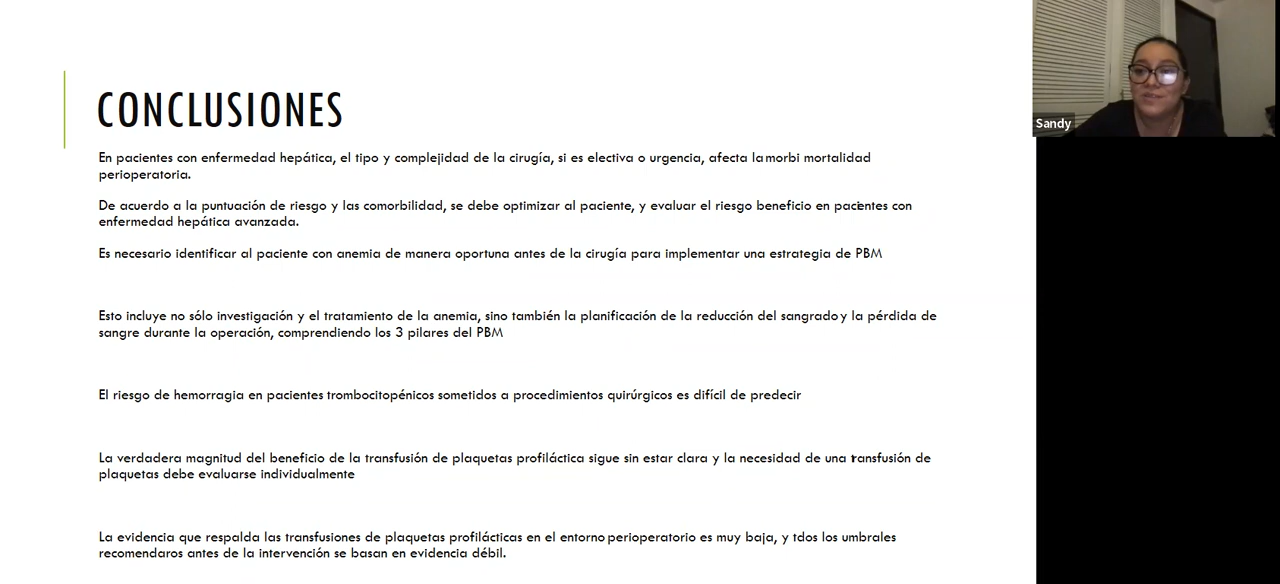 CONCLUSIONES
En pacientes con enfermedad hepática, el tipo y complejidad de la cirugía, si es electiva o urgencia, afecta la morbi mortalidad
perioperatoria.
De acuerdo a la puntuación de riesgo y las comorbilidad, se debe optimizar al paciente, y evaluar el riesgo beneficio en pacientes con
enfermedad hepática avanzada.
Es necesario identificar al paciente con anemia de manera oportuna antes de la cirugía para implementar una estrategia de PBM
Esto incluye no sólo investigación y el tratamiento de la anemia, sino también la planificación de la reducción del sangrado y la pérdida de
sangre durante la operación, comprendiendo los 3 pilares del PBM
El riesgo de hemorragia en pacientes trombocitopénicos sometidos a procedimientos quirúrgicos es difícil de predecir
La verdadera magnitud del beneficio de la transfusión de plaquetas profiláctica sigue sin estar clara y la necesidad de una transfusión de
plaquetas debe evaluarse individualmente
La evidencia que respalda las transfusiones de plaquetas profilácticas en el entorno perioperatorio es muy baja, y tdos los umbrales
recomendaros antes de la intervención se basan en evidencia débil.
Sandy